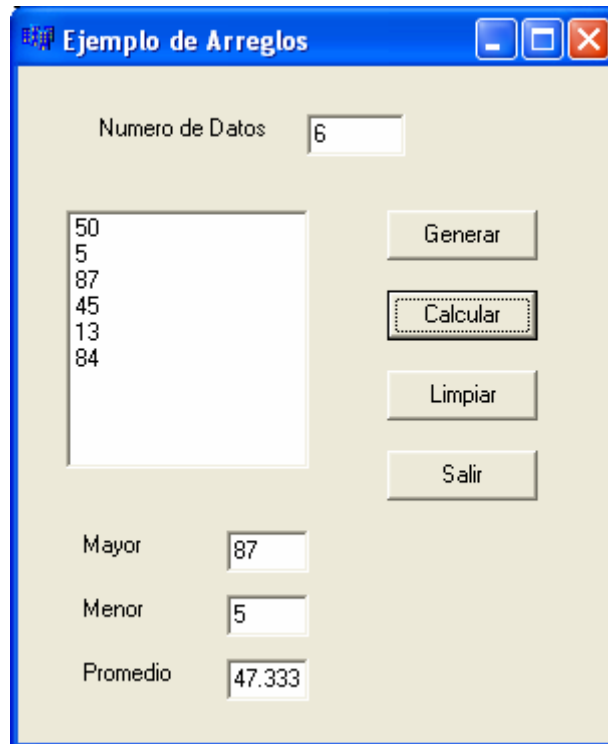 Ejemplo de Arreglos
Numero de Datos 6
50
5
87
45
13
84
Generar
Calcular
Limpiar
Salir
Mayor 87
Menor 5
Promedio 47.333